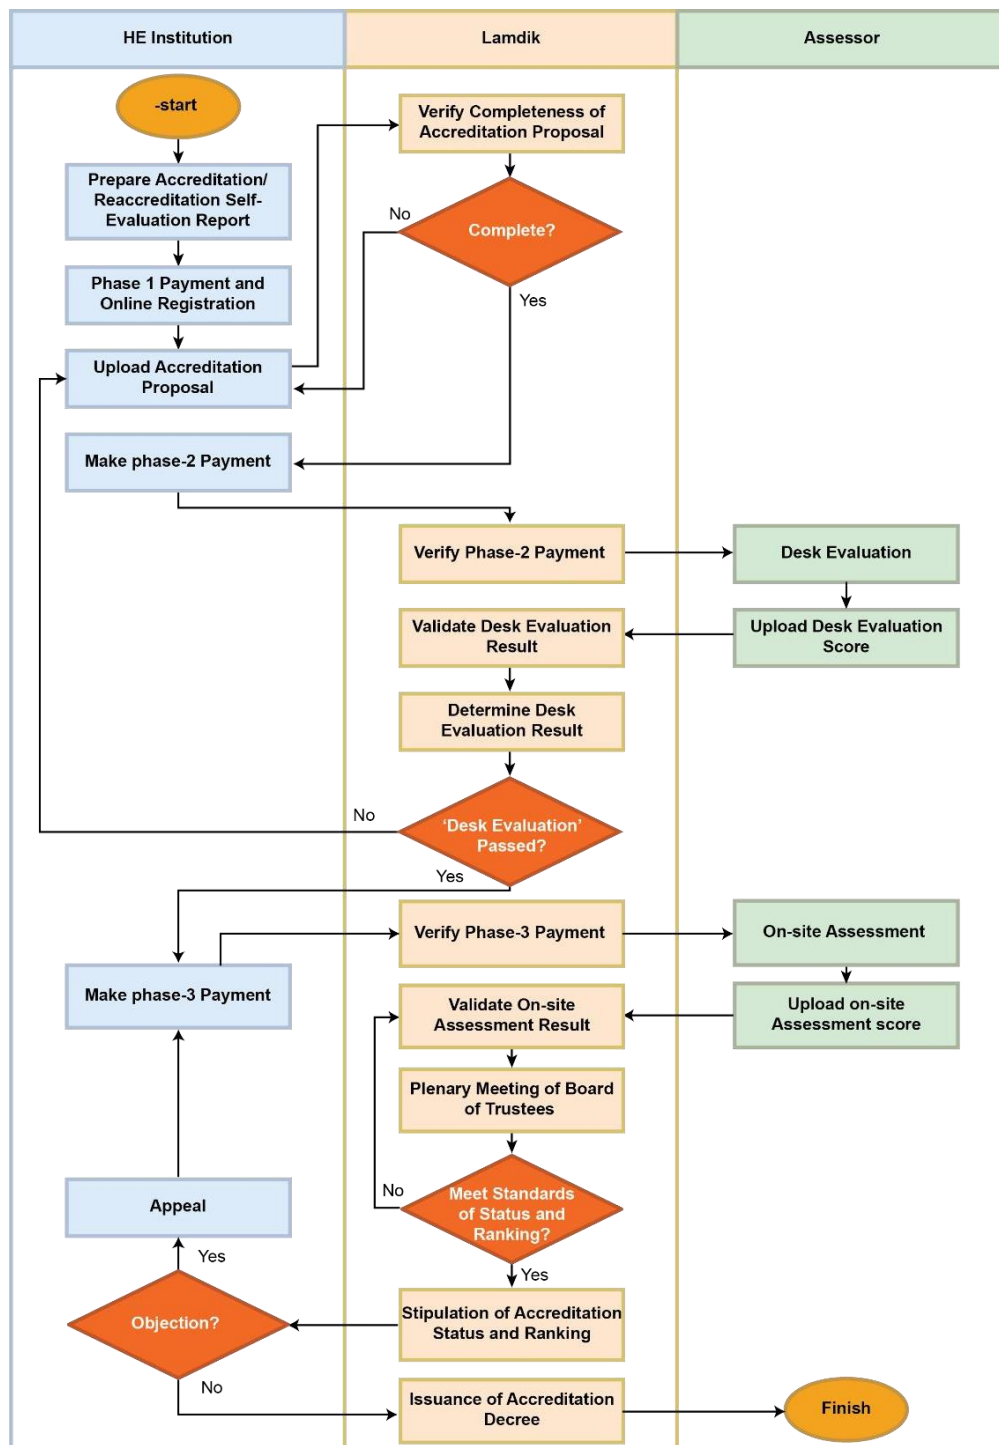 HE Institution
Lamdik
Assessor
-start
Verify Completeness of
Accreditation Proposal
Prepare Accreditation/
Reaccreditation Self-
Evaluation Report
No
Complete?
Phase 1 Payment and
Online Registration
Yes
Upload Accreditation
Proposal
Make phase-2 Payment
Verify Phase-2 Payment
Desk Evaluation
Validate Desk Evaluation
Result
Upload Desk Evaluation
Score
Determine Desk
Evaluation Result
No
‘Desk Evaluation’
Passed?
Yes
Verify Phase-3 Payment
On-site Assessment
Make phase-3 Payment
Validate On-site
Assessment Result
Upload on-site
Assessment score
Plenary Meeting of Board
of Trustees
No
Meet Standards
of Status and
Ranking?
Appeal
Yes
Yes
Objection?
Stipulation of Accreditation
Status and Ranking
No
Issuance of Accreditation
Decree
Finish